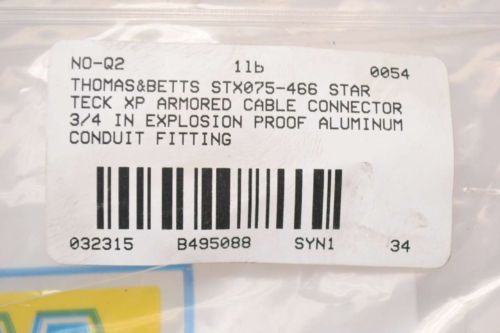 NO-Q2 1lb 0054
THOMAS&BETTS STX075-466 STAR
TECK XP ARMORED CABLE CONNECTOR
3/4 IN EXPLOSION PROOF ALUMINUM
CONDUIT FITTING
032315 B495088 SYN1 34